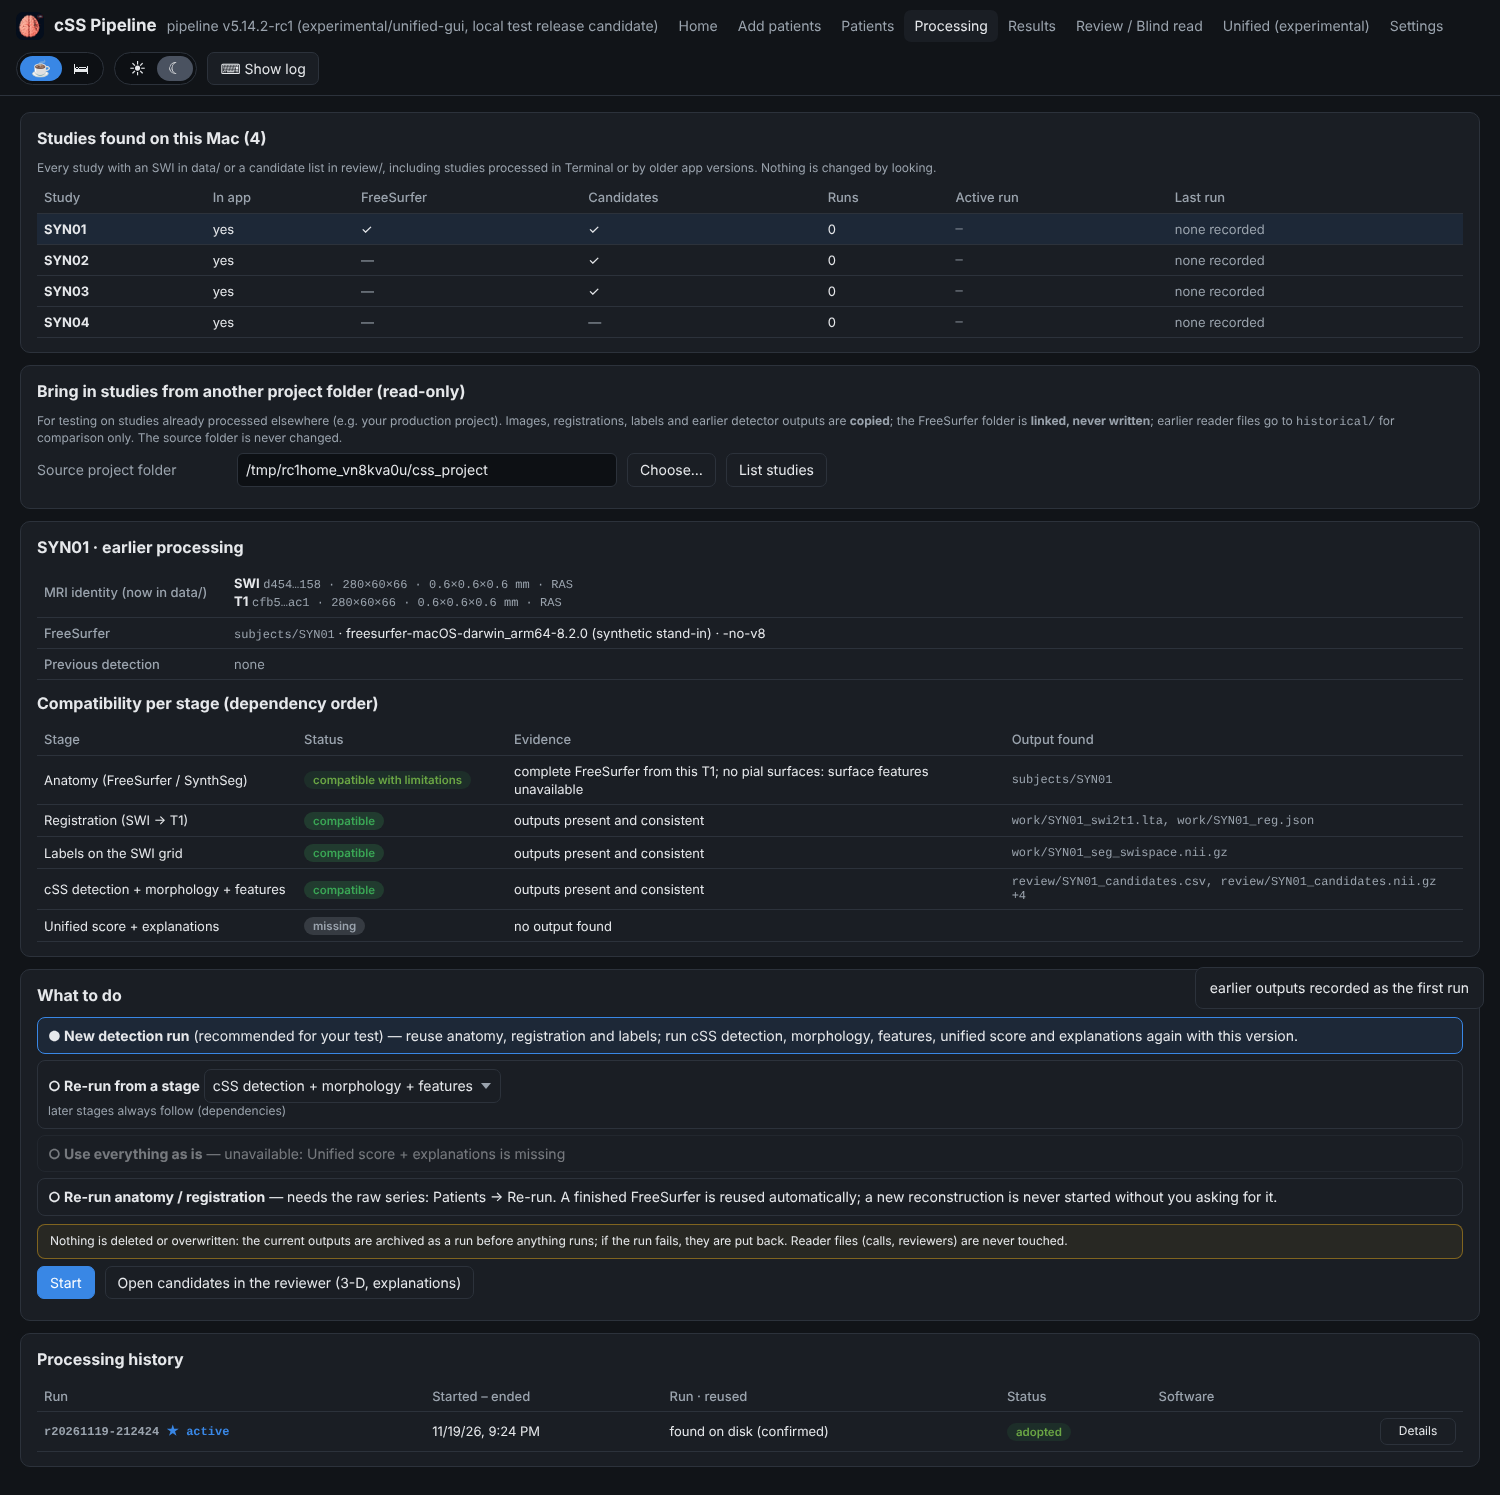 cSS Pipeline pipeline v5.14.2-rc1 (experimental/unified-gui, local test release candidate) Home Add patients Patients Processing Results Review / Blind read Unified (experimental) Settings
Show log
Studies found on this Mac (4)
Every study with an SWI in data/ or a candidate list in review/, including studies processed in Terminal or by older app versions. Nothing is changed by looking.
Study In app FreeSurfer Candidates Runs Active run Last run
SYN01 yes ✓ ✓ 0 – none recorded
SYN02 yes — ✓ 0 – none recorded
SYN03 yes — ✓ 0 – none recorded
SYN04 yes — — 0 – none recorded
Bring in studies from another project folder (read-only)
For testing on studies already processed elsewhere (e.g. your production project). Images, registrations, labels and earlier detector outputs are copied; the FreeSurfer folder is linked, never written; earlier reader files go to historical/ for
comparison only. The source folder is never changed.
Source project folder /tmp/rc1home_vn8kva0u/css_project Choose... List studies
SYN01 · earlier processing
MRI identity (now in data/) SWI d454…158 · 280×60×66 · 0.6×0.6×0.6 mm · RAS
T1 cfb5…ac1 · 280×60×66 · 0.6×0.6×0.6 mm · RAS
FreeSurfer subjects/SYN01 · freesurfer-macOS-darwin_arm64-8.2.0 (synthetic stand-in) · -no-v8
Previous detection none
Compatibility per stage (dependency order)
Stage Status Evidence Output found
Anatomy (FreeSurfer / SynthSeg) compatible with limitations complete FreeSurfer from this T1; no pial surfaces: surface features
unavailable subjects/SYN01
Registration (SWI → T1) compatible outputs present and consistent work/SYN01_swi2t1.lta, work/SYN01_reg.json
Labels on the SWI grid compatible outputs present and consistent work/SYN01_seg_swispace.nii.gz
cSS detection + morphology + features compatible outputs present and consistent review/SYN01_candidates.csv, review/SYN01_candidates.nii.gz
+4
Unified score + explanations missing no output found
What to do
earlier outputs recorded as the first run
New detection run (recommended for your test) — reuse anatomy, registration and labels; run cSS detection, morphology, features, unified score and explanations again with this version.
Re-run from a stage cSS detection + morphology + features
later stages always follow (dependencies)
Use everything as is — unavailable: Unified score + explanations is missing
Re-run anatomy / registration — needs the raw series: Patients → Re-run. A finished FreeSurfer is reused automatically; a new reconstruction is never started without you asking for it.
Nothing is deleted or overwritten: the current outputs are archived as a run before anything runs; if the run fails, they are put back. Reader files (calls, reviewers) are never touched.
Start Open candidates in the reviewer (3-D, explanations)
Processing history
Run Started – ended Run · reused Status Software
r20261119-212424 ★ active 11/19/26, 9:24 PM found on disk (confirmed) adopted Details